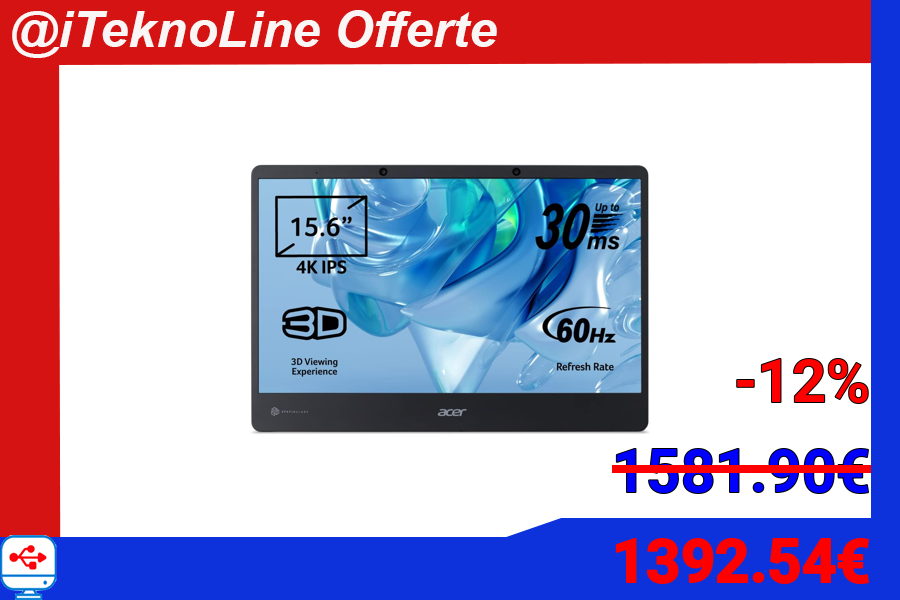 @iTeknoLine Offerte
15.6”
4K IPS
Up to
30ms
3D
3D Viewing
Experience
60Hz
Refresh Rate
SPATIALLABS
acer
-12%
1581.90€
1392.54€